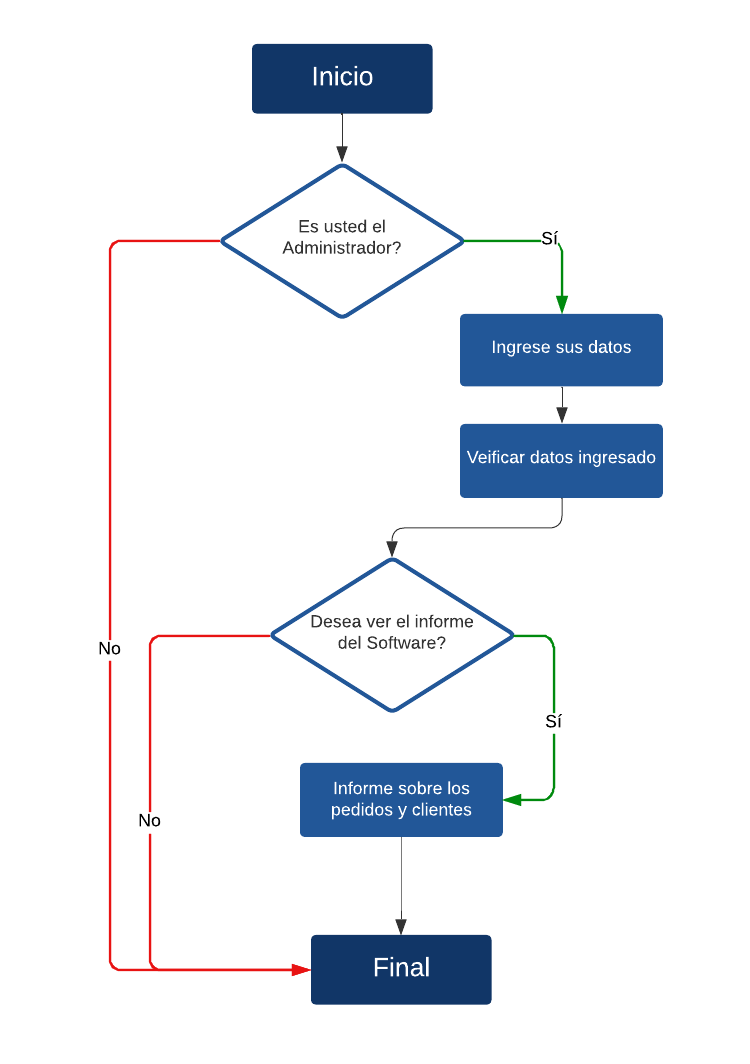 Inicio
Es usted el
Administrador?
Sí
Ingrese sus datos
Veificar datos ingresado
Desea ver el informe
del Software?
No
Sí
Informe sobre los
pedidos y clientes
No
Final